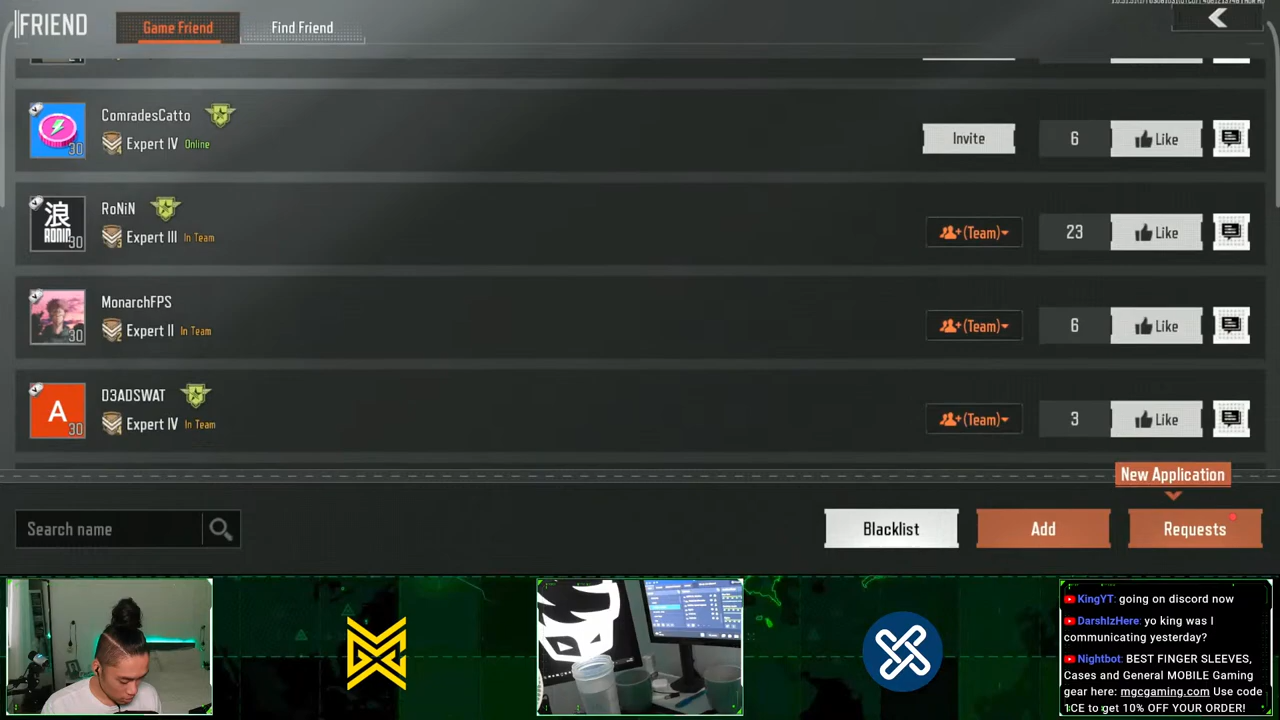 FRIEND
Game Friend
Find Friend
ComradesCatto
30
Expert IV Online
Invite
6
Like
RoNiN
浪
RONIN
30
Expert III In Team
(Team)
23
Like
MonarchFPS
30
Expert II In Team
(Team)
6
Like
D3ADSWAT
A
30
Expert IV In Team
(Team)
3
Like
New Application
Search name
Blacklist
Add
Requests
KingYT: going on discord now
DarshIzHere: yo king was I
communicating yesterday?
Nightbot: BEST FINGER SLEEVES,
Cases and General MOBILE Gaming
gear here: mgcgaming.com Use code
to get 10% OFF YOUR ORDER!